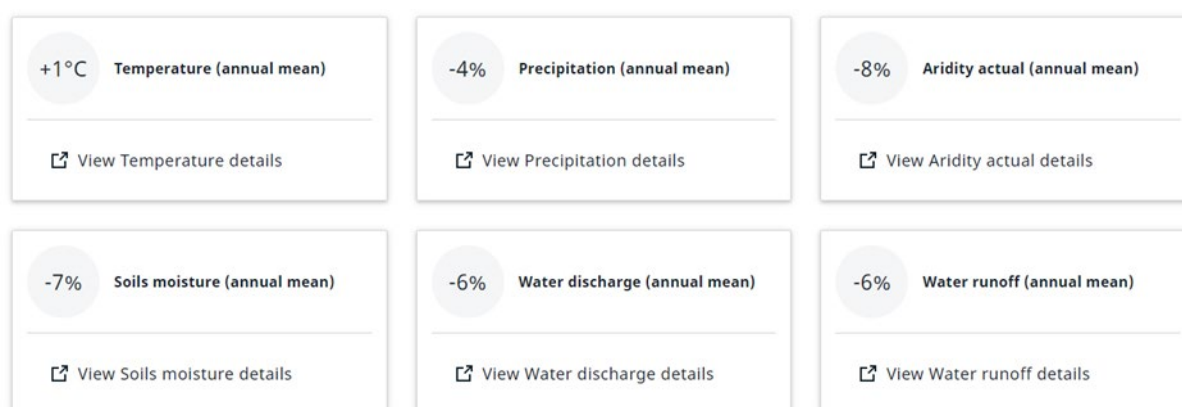 +1°C Temperature (annual mean)
View Temperature details
-4% Precipitation (annual mean)
View Precipitation details
-8% Aridity actual (annual mean)
View Aridity actual details
-7% Soils moisture (annual mean)
View Soils moisture details
-6% Water discharge (annual mean)
View Water discharge details
-6% Water runoff (annual mean)
View Water runoff details